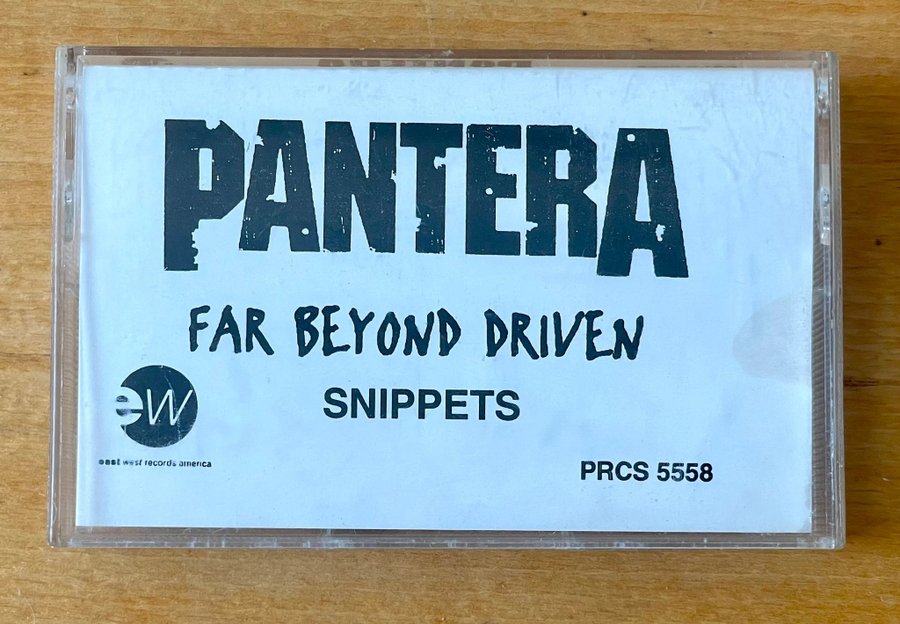 PANTERA
FAR BEYOND DRIVEN
SNIPPETS
ew
east west records america
PRCS 5558